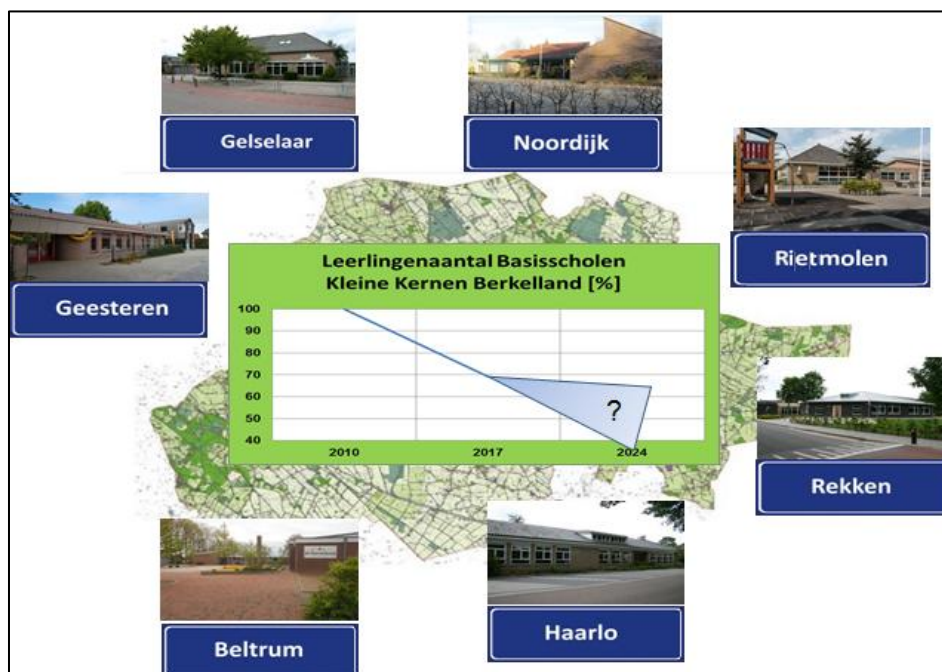 Gelselaar
Noordijk
Rietmolen
Geesteren
Leerlingenaantal Basisscholen
Kleine Kernen Berkelland [%]
100
90
80
70
60
50
40
?
2010
2017
2024
Rekken
Haarlo
Beltrum